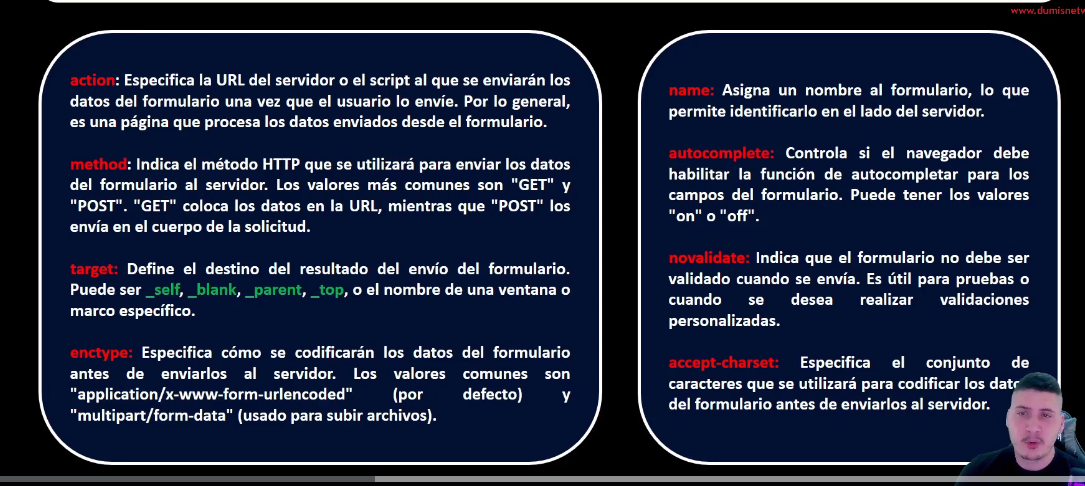 www.dumisnetw
action: Especifica la URL del servidor o el script al que se enviarán los
datos del formulario una vez que el usuario lo envíe. Por lo general,
es una página que procesa los datos enviados desde el formulario.
method: Indica el método HTTP que se utilizará para enviar los datos
del formulario al servidor. Los valores más comunes son "GET" y
"POST". "GET" coloca los datos en la URL, mientras que "POST" los
envía en el cuerpo de la solicitud.
target: Define el destino del resultado del envío del formulario.
Puede ser _self, _blank, _parent, _top, o el nombre de una ventana o
marco específico.
enctype: Especifica cómo se codificarán los datos del formulario
antes de enviarlos al servidor. Los valores comunes son
"application/x-www-form-urlencoded" (por defecto) y
"multipart/form-data" (usado para subir archivos).
name: Asigna un nombre al formulario, lo que
permite identificarlo en el lado del servidor.
autocomplete: Controla si el navegador debe
habilitar la función de autocompletar para los
campos del formulario. Puede tener los valores
"on" o "off".
novalidate: Indica que el formulario no debe ser
validado cuando se envía. Es útil para pruebas o
cuando se desea realizar validaciones
personalizadas.
accept-charset: Especifica el conjunto de
caracteres que se utilizará para codificar los dato
del formulario antes de enviarlos al servidor.